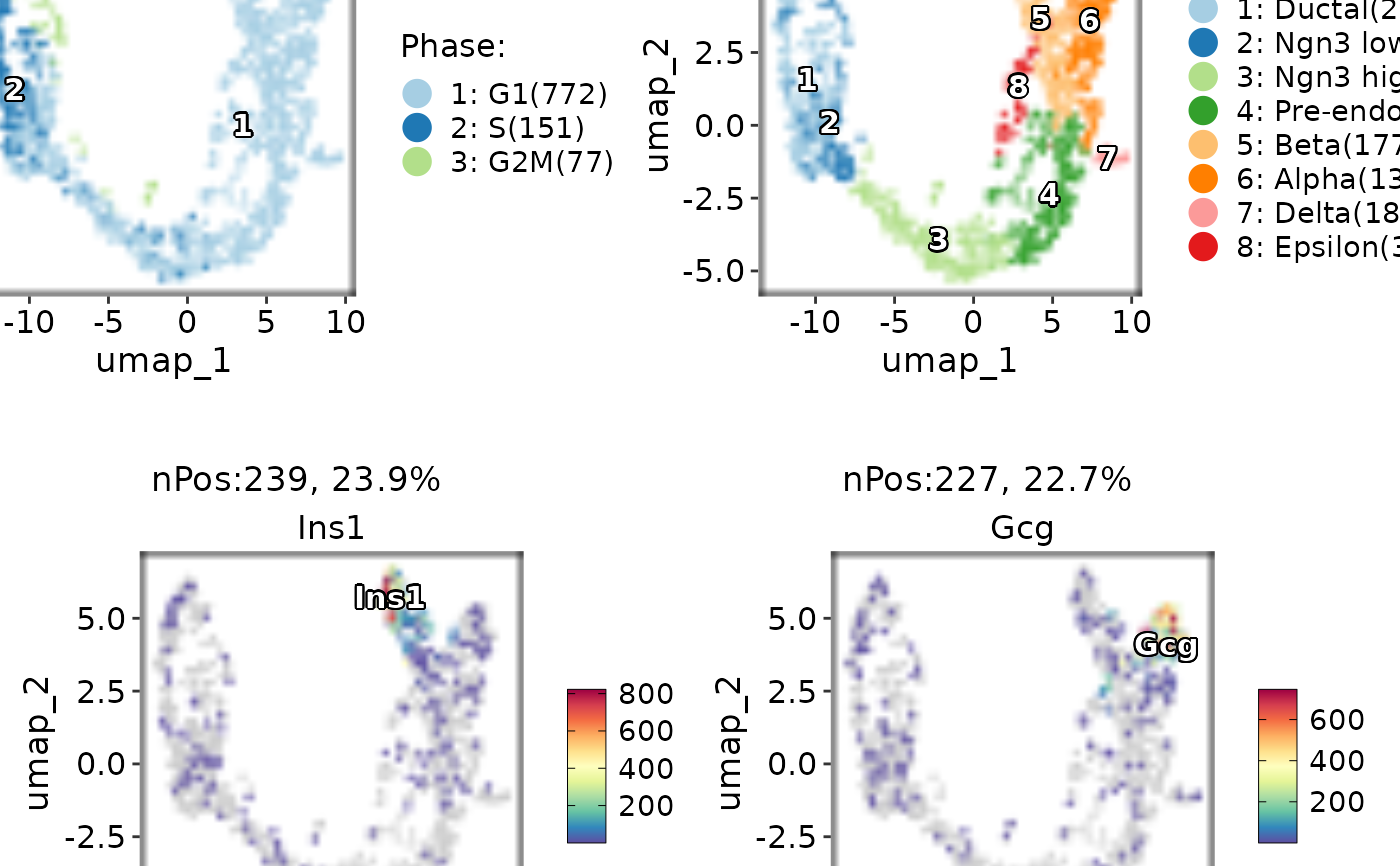 Phase:
1: G1(772)
2: S(151)
3: G2M(77)
2
1
-10 -5 0 5 10
umap_1
umap_2
2.5
0.0
-2.5
-5.0
5 6
1
8
2
7
4
3
-10 -5 0 5 10
umap_1
1: Ductal(2
2: Ngn3 low
3: Ngn3 hig
4: Pre-endo
5: Beta(177
6: Alpha(13
7: Delta(18
8: Epsilon(3
nPos:239, 23.9%
Ins1
Ins1
umap_2
5.0
2.5
0.0
-2.5
800
600
400
200
nPos:227, 22.7%
Gcg
Gcg
umap_2
5.0
2.5
0.0
-2.5
600
400
200